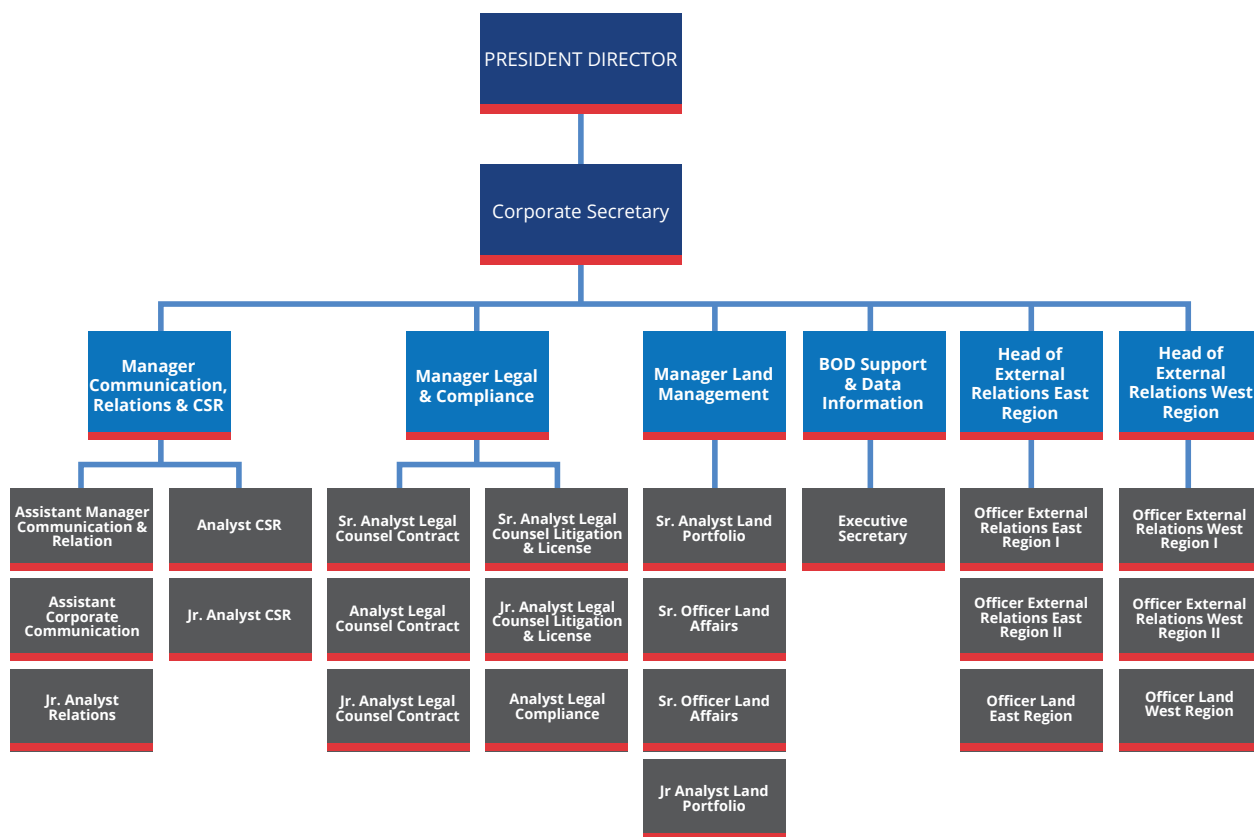 PRESIDENT DIRECTOR
Corporate Secretary
Manager
Communication,
Relations & CSR
Manager Legal
& Compliance
Manager Land
Management
BOD Support
& Data
Information
Head of
External
Relations East
Region
Head of
External
Relations West
Region
Assistant Manager
Communication &
Relation
Analyst CSR
Sr. Analyst Legal
Counsel Contract
Sr. Analyst Legal
Counsel Litigation
& License
Sr. Analyst Land
Portfolio
Executive
Secretary
Officer External
Relations East
Region I
Officer External
Relations West
Region I
Assistant
Corporate
Communication
Jr. Analyst CSR
Analyst Legal
Counsel Contract
Jr. Analyst Legal
Counsel Litigation
& License
Sr. Officer Land
Affairs
Officer External
Relations East
Region II
Officer External
Relations West
Region II
Jr. Analyst
Relations
Jr. Analyst Legal
Counsel Contract
Analyst Legal
Compliance
Sr. Officer Land
Affairs
Officer Land
East Region
Officer Land
West Region
Jr Analyst Land
Portfolio